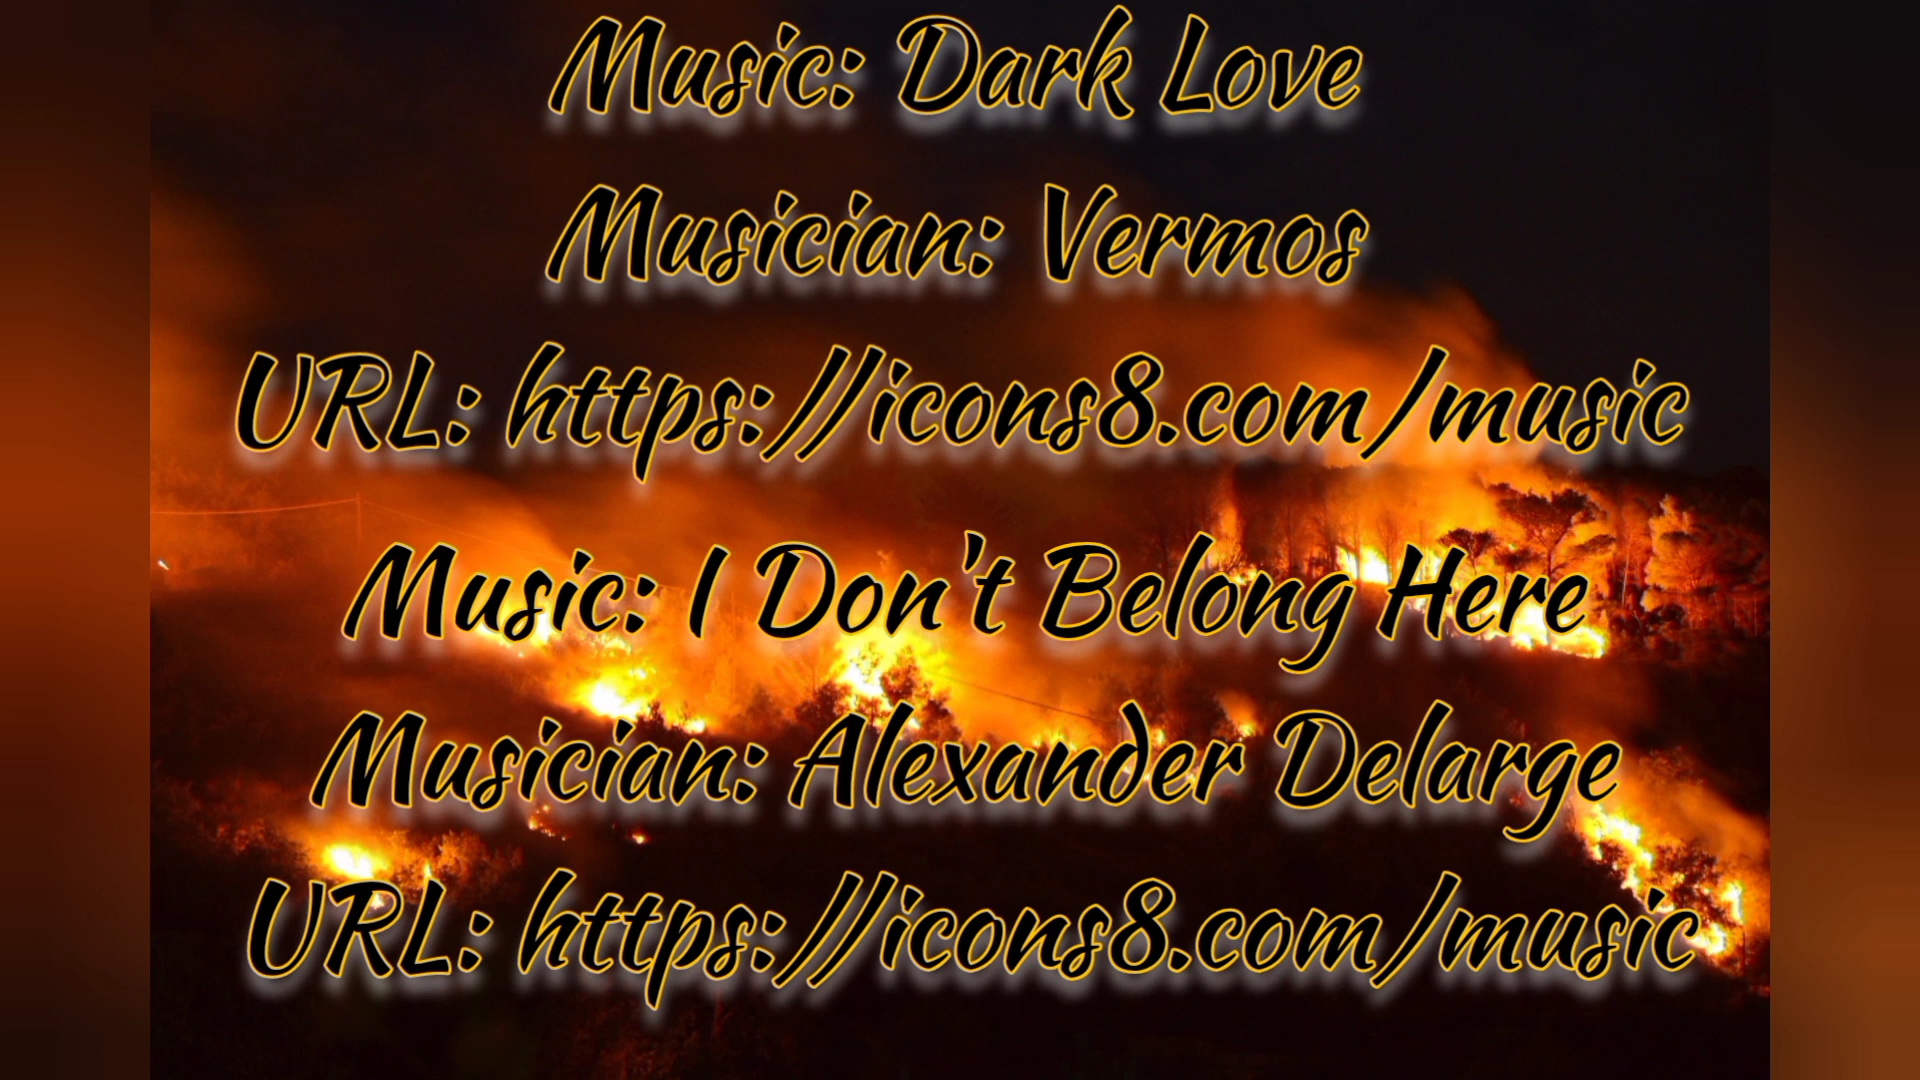 Music: Dark Love
Musician: Vermos
URL: https://icons8.com/music
Music: I Don't Belong Here
Musician: Alexander Delarge
URL: https://icons8.com/music